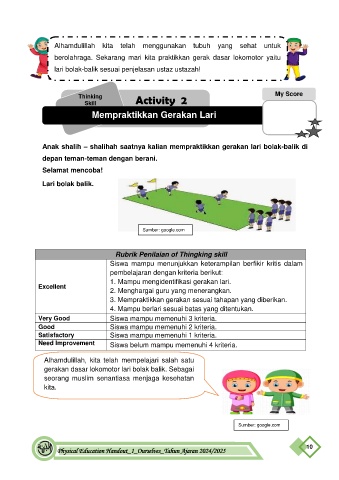 Alhamdulillah kita telah menggunakan tubuh yang sehat untuk
berolahraga. Sekarang mari kita praktikkan gerak dasar lokomotor yaitu
lari bolak-balik sesuai penjelasan ustaz ustazah!
Thinking
Skill
Activity 2
My Score
Mempraktikkan Gerakan Lari
Anak shalih – shalihah saatnya kalian mempraktikkan gerakan lari bolak-balik di
depan teman-teman dengan berani.
Selamat mencoba!
Lari bolak balik.
Sumber: google.com
Rubrik Penilaian of Thingking skill
Excellent
Siswa mampu menunjukkan keterampilan berfikir kritis dalam
pembelajaran dengan kriteria berikut:
1. Mampu mengidentifikasi gerakan lari.
2. Menghargai guru yang menerangkan.
3. Mempraktikkan gerakan sesuai tahapan yang diberikan.
4. Mampu berlari sesuai batas yang ditentukan.
Very Good Siswa mampu memenuhi 3 kriteria.
Good Siswa mampu memenuhi 2 kriteria.
Satisfactory Siswa mampu memenuhi 1 kriteria.
Need Improvement Siswa belum mampu memenuhi 4 kriteria.
Alhamdulillah, kita telah mempelajari salah satu
gerakan dasar lokomotor lari bolak balik. Sebagai
seorang muslim senantiasa menjaga kesehatan
kita.
Sumber: google.com
Physical Education Handout_1_Ourselves_Tahun Ajaran 2024/2025
10